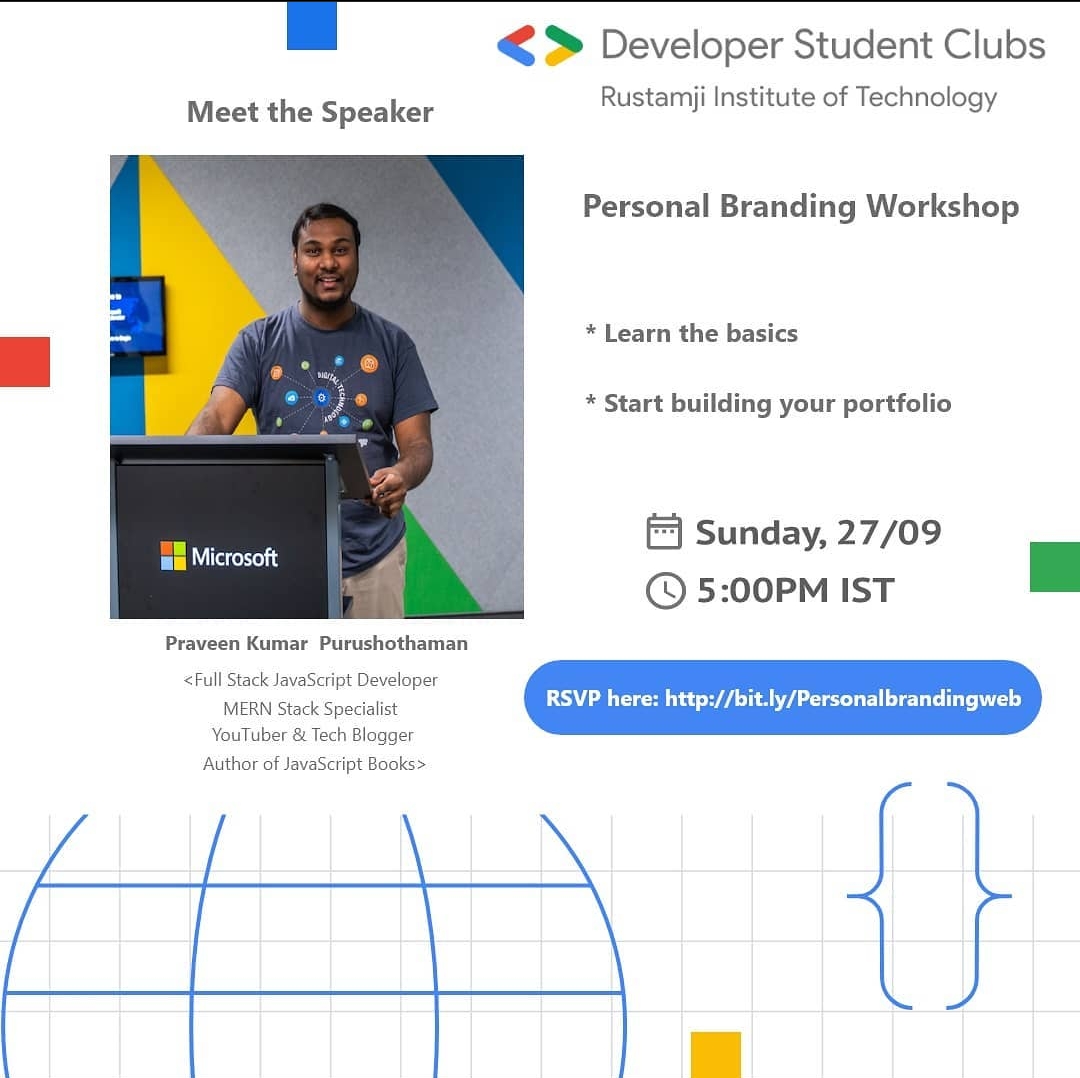 Developer Student Clubs
Rustamji Institute of Technology
Meet the Speaker
Personal Branding Workshop
* Learn the basics
* Start building your portfolio
DIGITAL TECHNOLOGY
Microsoft
Sunday, 27/09
5:00PM IST
Praveen Kumar  Purushothaman
<Full Stack JavaScript Developer
MERN Stack Specialist
YouTuber & Tech Blogger
Author of JavaScript Books>
RSVP here: http://bit.ly/Personalbrandingweb